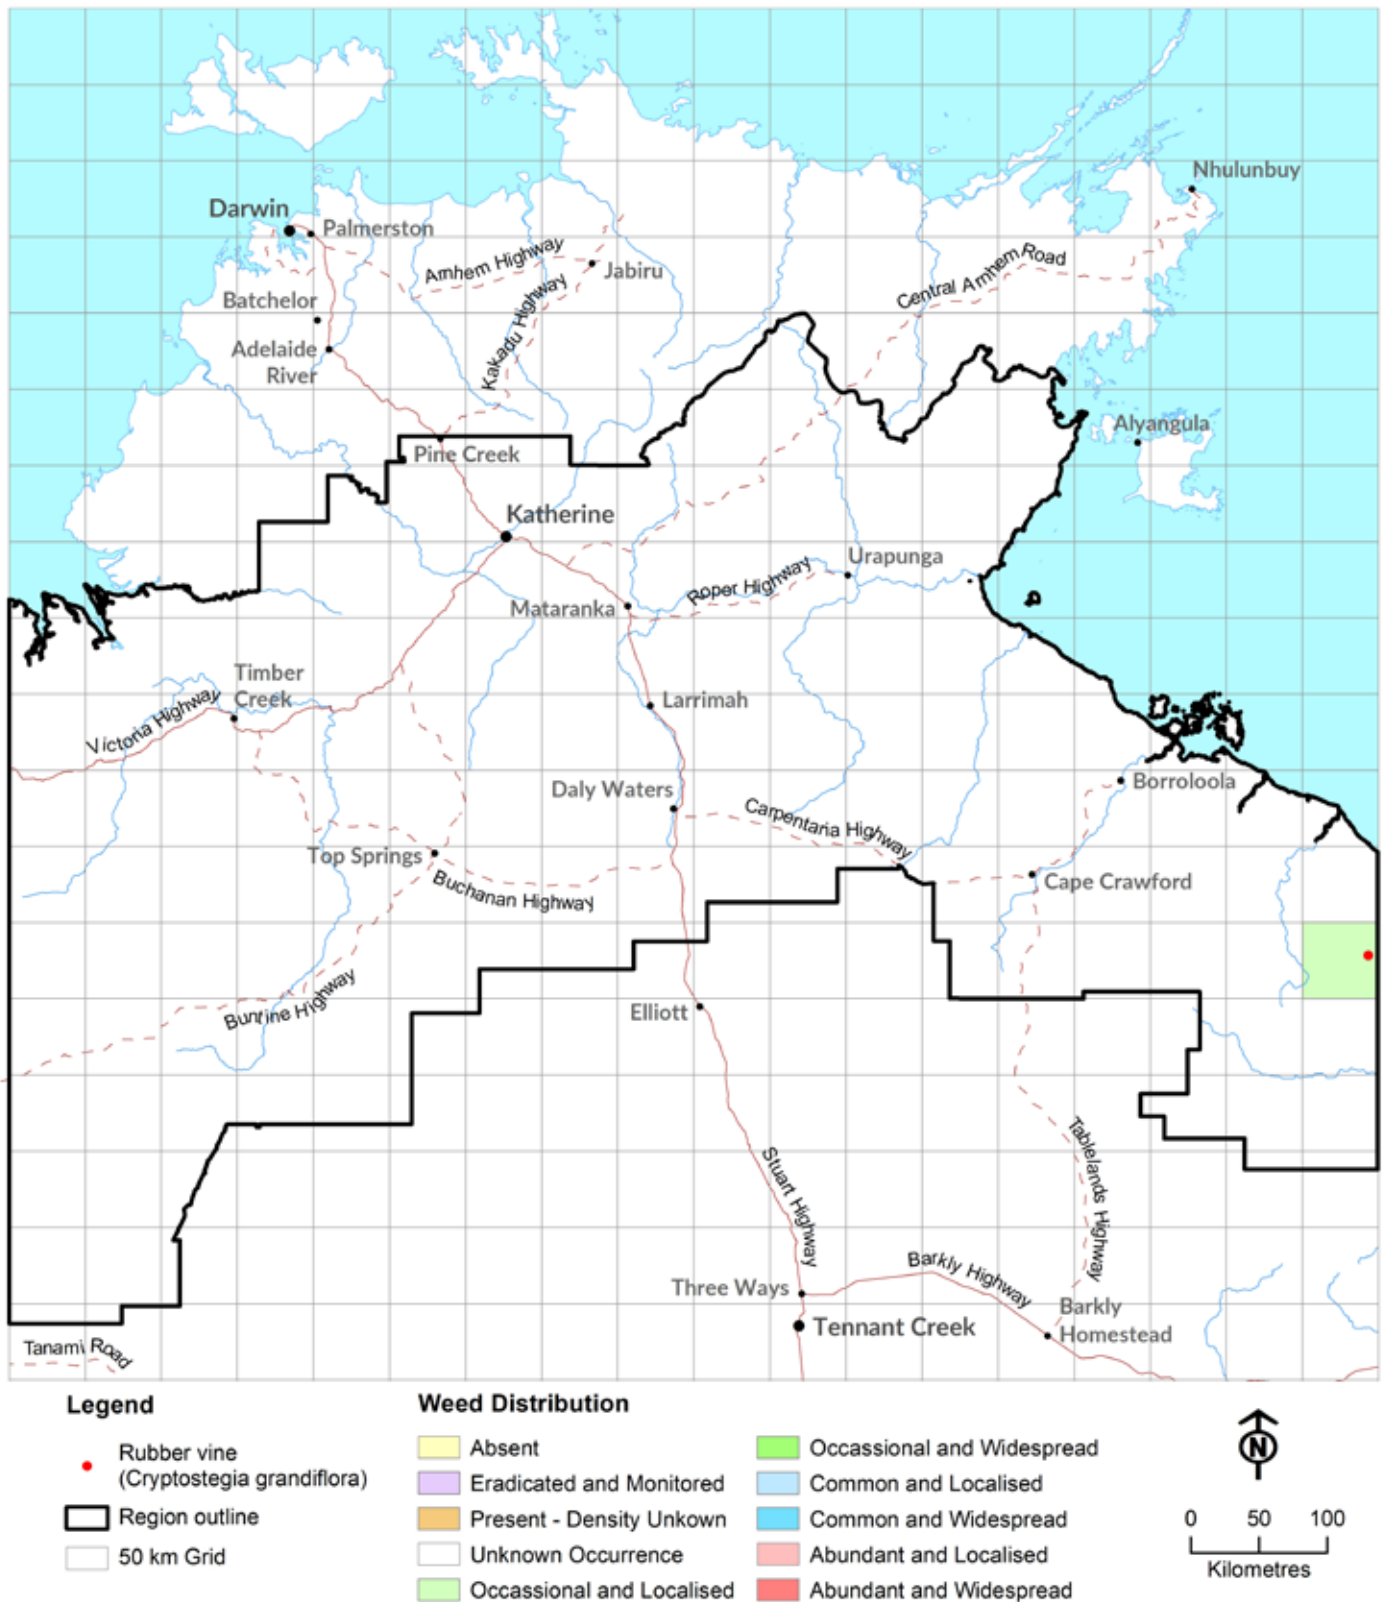 Nhulunbuy
Darwin
Palmerston
Arnhem Highway
Jabiru
Central Arnhem Road
Batchelor
Kakadu Highway
Adelaide
River
Alyangula
Pine Creek
Katherine
Urapunga
Roper Highway
Mataranka
Timber
Creek
Victoria Highway
Larrimah
Daly Waters
Borroloola
Carpentaria Highway
Top Springs
Buchanan Highway
Cape Crawford
Buntine Highway
Elliott
Tablelands Highway
Stuart Highway
Three Ways
Barkly Highway
Barkly
Homestead
Tennant Creek
Tanami Road
Legend
Rubber vine
(Cryptostegia grandiflora)
Region outline
50 km Grid
Weed Distribution
Absent
Eradicated and Monitored
Present - Density Unkown
Unknown Occurrence
Occassional and Localised
Occassional and Widespread
Common and Localised
Common and Widespread
Abundant and Localised
Abundant and Widespread
N
0 50 100
Kilometres